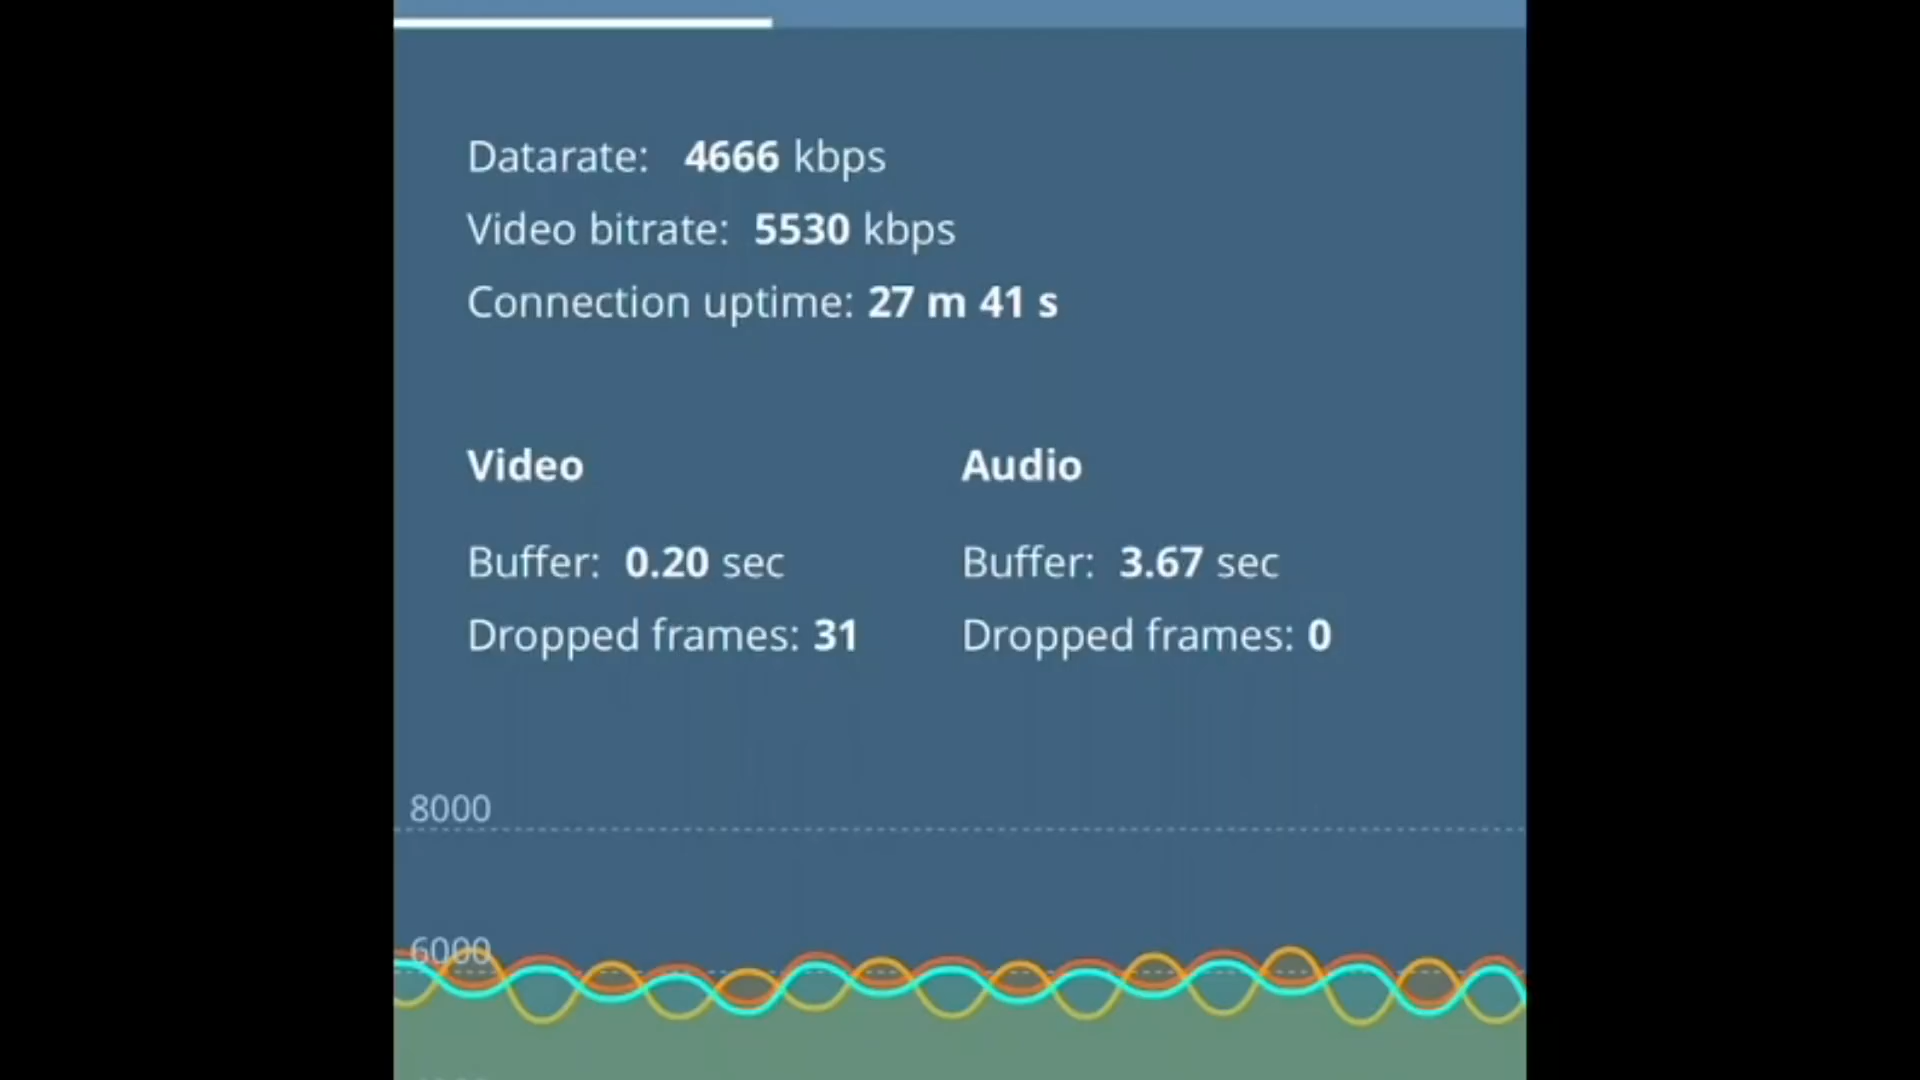 Datarate: 4666 kbps
Video bitrate: 5530 kbps
Connection uptime: 27 m 41 s
Video Audio
Buffer: 0.20 sec Buffer: 3.67 sec
Dropped frames: 31 Dropped frames: 0
8000
6000